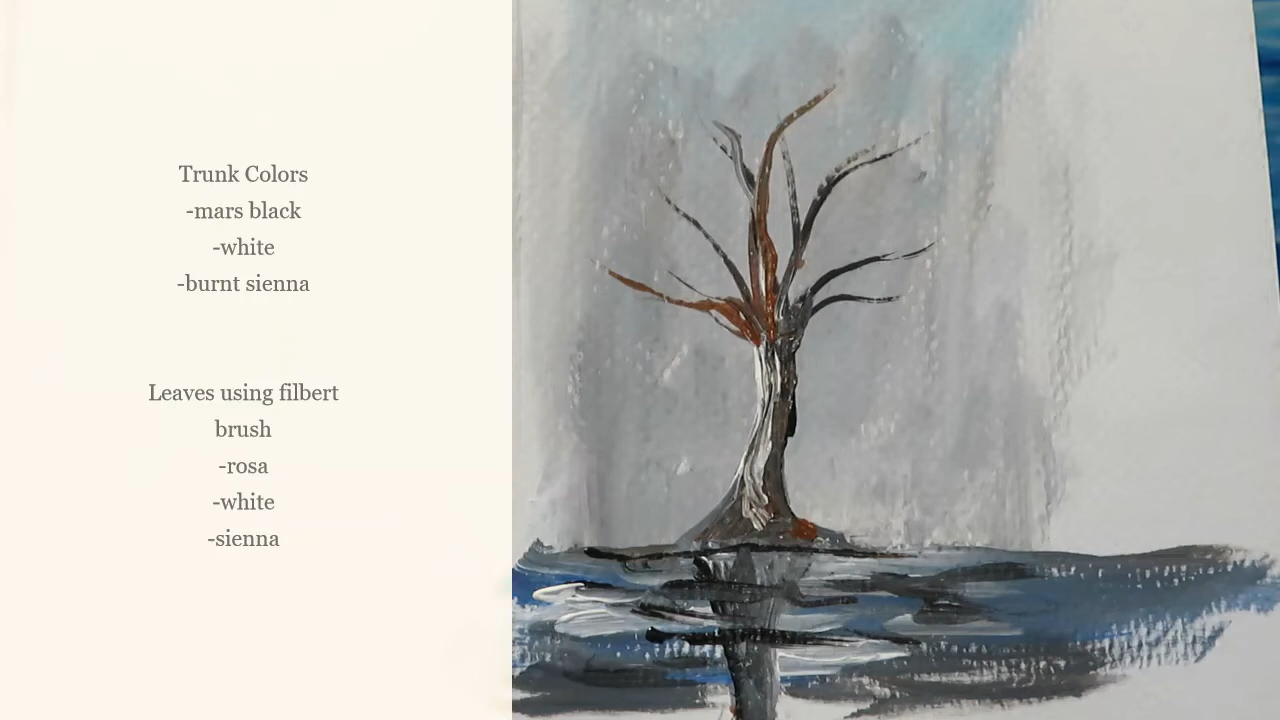 Trunk Colors
-mars black
-white
-burnt sienna
Leaves using filbert
brush
-rosa
-white
-sienna